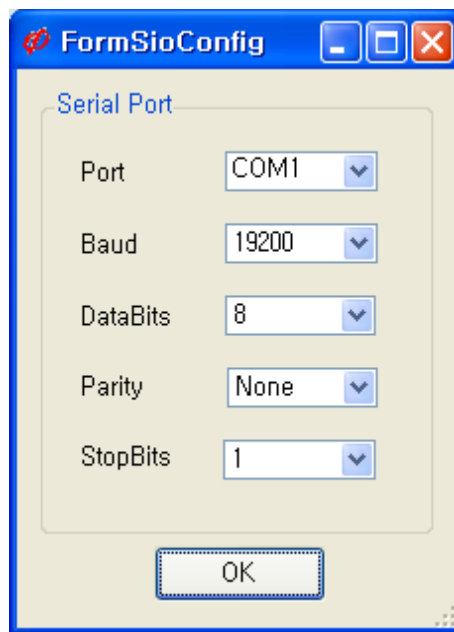 FormSioConfig
Serial Port
Port COM1
Baud 19200
DataBits 8
Parity None
StopBits 1
OK